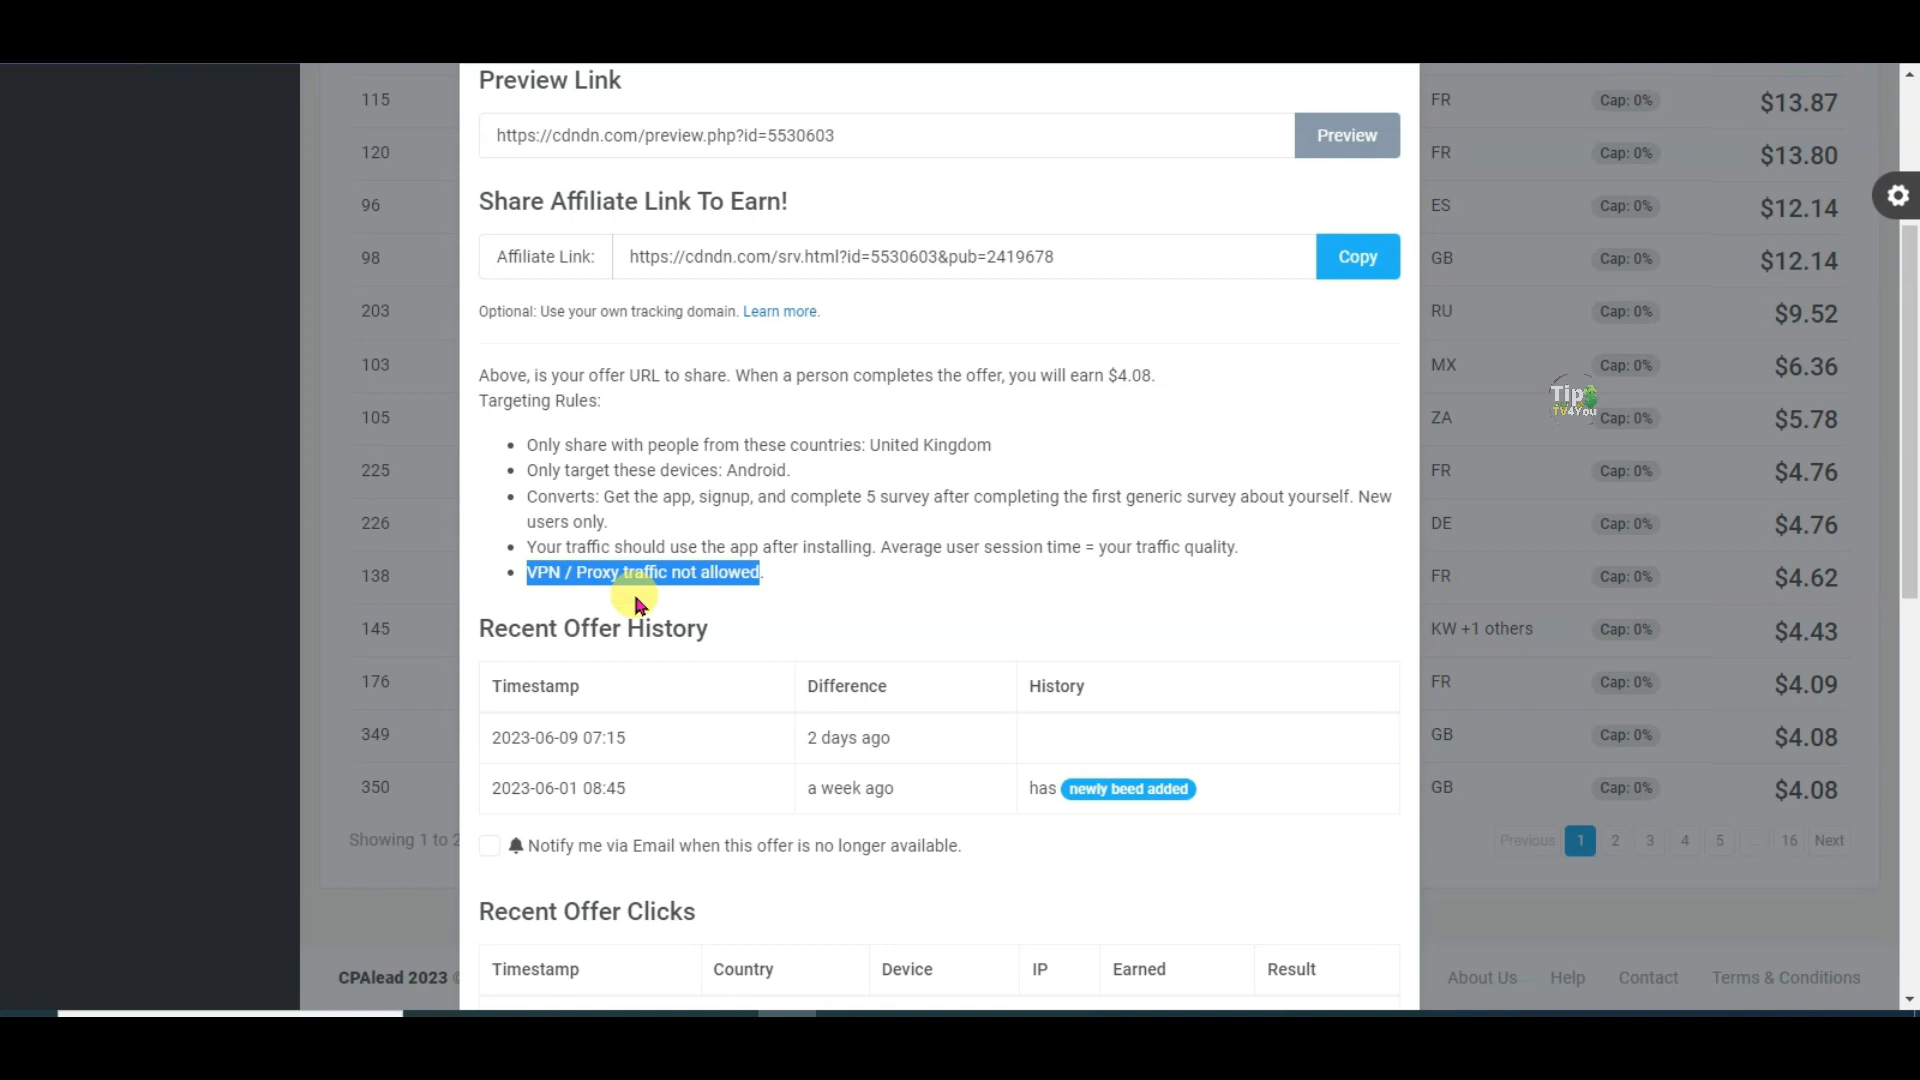 Preview Link
https://cdndn.com/preview.php?id=5530603 Preview
Share Affiliate Link To Earn!
Affiliate Link: https://cdndn.com/srv.html?id=5530603&pub=2419678 Copy
Optional: Use your own tracking domain. Learn more.
Above, is your offer URL to share. When a person completes the offer, you will earn $4.08.
Targeting Rules:
Only share with people from these countries: United Kingdom
Only target these devices: Android.
Converts: Get the app, signup, and complete 5 survey after completing the first generic survey about yourself. New
users only.
Your traffic should use the app after installing. Average user session time = your traffic quality.
VPN / Proxy traffic not allowed.
Recent Offer History
Timestamp Difference History
2023-06-09 07:15 2 days ago
2023-06-01 08:45 a week ago has newly beed added
Notify me via Email when this offer is no longer available.
Recent Offer Clicks
Timestamp Country Device IP Earned Result
115 FR Cap: 0% $13.87
120 FR Cap: 0% $13.80
96 ES Cap: 0% $12.14
98 GB Cap: 0% $12.14
203 RU Cap: 0% $9.52
103 MX Cap: 0% $6.36
105 ZA Cap: 0% $5.78
225 FR Cap: 0% $4.76
226 DE Cap: 0% $4.76
138 FR Cap: 0% $4.62
145 KW +1 others Cap: 0% $4.43
176 FR Cap: 0% $4.09
349 GB Cap: 0% $4.08
350 GB Cap: 0% $4.08
Showing 1 to 2
Previous 1 2 3 4 5 ... 16 Next
CPAlead 2023 ©
About Us Help Contact Terms & Conditions
Tip
TV4You